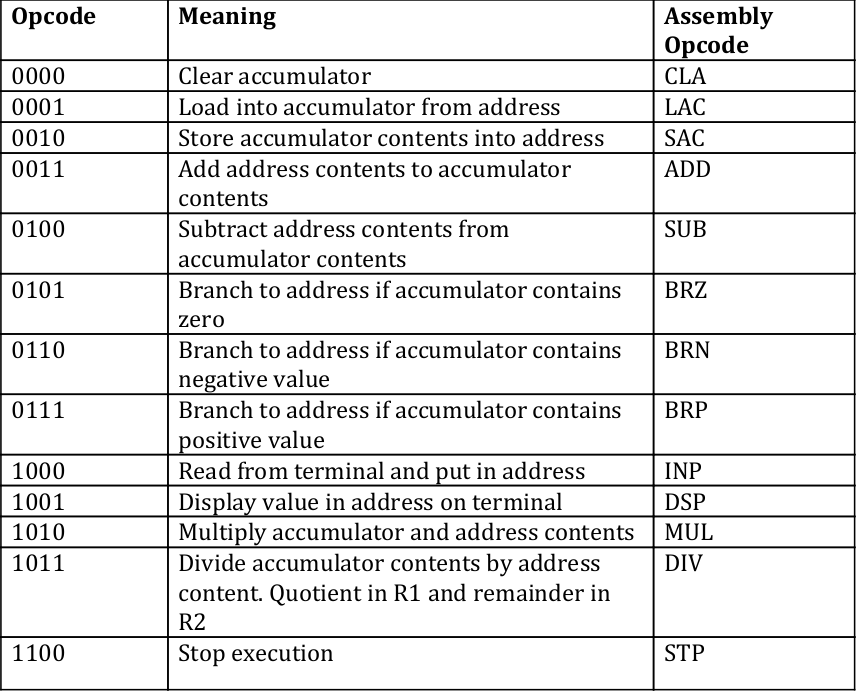 Opcode Meaning Assembly
Opcode
0000 Clear accumulator CLA
0001 Load into accumulator from address LAC
0010 Store accumulator contents into address SAC
0011 Add address contents to accumulator ADD
contents
0100 Subtract address contents from SUB
accumulator contents
0101 Branch to address if accumulator contains BRZ
zero
0110 Branch to address if accumulator contains BRN
negative value
0111 Branch to address if accumulator contains BRP
positive value
1000 Read from terminal and put in address INP
1001 Display value in address on terminal DSP
1010 Multiply accumulator and address contents MUL
1011 Divide accumulator contents by address DIV
content. Quotient in R1 and remainder in
R2
1100 Stop execution STP